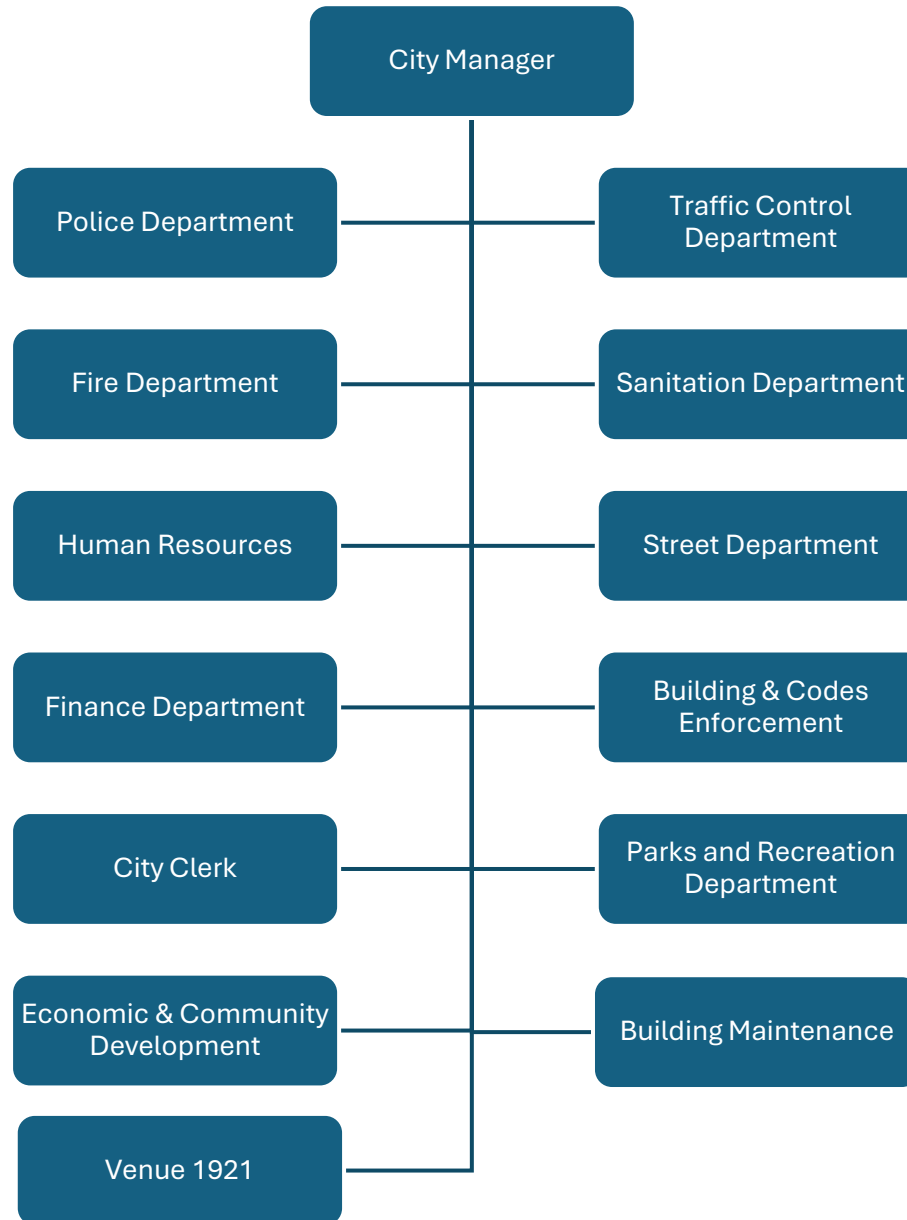 City Manager
Police Department
Traffic Control
Department
Fire Department
Sanitation Department
Human Resources
Street Department
Finance Department
Building & Codes
Enforcement
City Clerk
Parks and Recreation
Department
Economic & Community
Development
Building Maintenance
Venue 1921